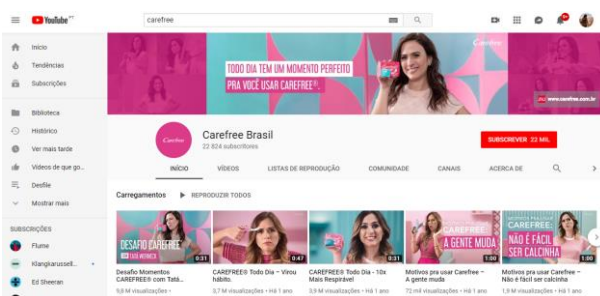 YouTube PT
carefree
Início
Tendências
Subscrições
Biblioteca
Histórico
Ver mais tarde
Vídeos de que go...
Desfile
Mostrar mais
SUBSCRIÇÕES
Flume
Klangkarussell...
Ed Sheeran
Carefree
TODO DIA TEM UM MOMENTO PERFEITO
PRA VOCÊ USAR CAREFREE®.
www.carefree.com.br
Carefree
Carefree Brasil
22 824 subscritores
SUBSCREVER 22 MIL
INÍCIO VÍDEOS LISTAS DE REPRODUÇÃO COMUNIDADE CANAIS ACERCA DE
Carregamentos REPRODUZIR TODOS
DESAFIO CAREFREE
COM TATÁ WERNECK
0:31
0:47
0:31
CAREFREE:
A GENTE MUDA
1:00
MOTIVOS PRA USAR
CAREFREE:
NÃO É FÁCIL
SER CALCINHA
1:00
Desafio Momentos
CAREFREE® com Tatá...
9,8 M visualizações •
CAREFREE® Todo Dia – Virou
hábito.
3,7 M visualizações • Há 1 ano
CAREFREE® Todo Dia - 10x
Mais Respirável
3,9 M visualizações • Há 1 ano
Motivos pra usar Carefree –
A gente muda
72 mil visualizações • Há 1 ano
Motivos pra usar Carefree –
Não é fácil ser calcinha
1,9 M visualizações • Há 1 ano